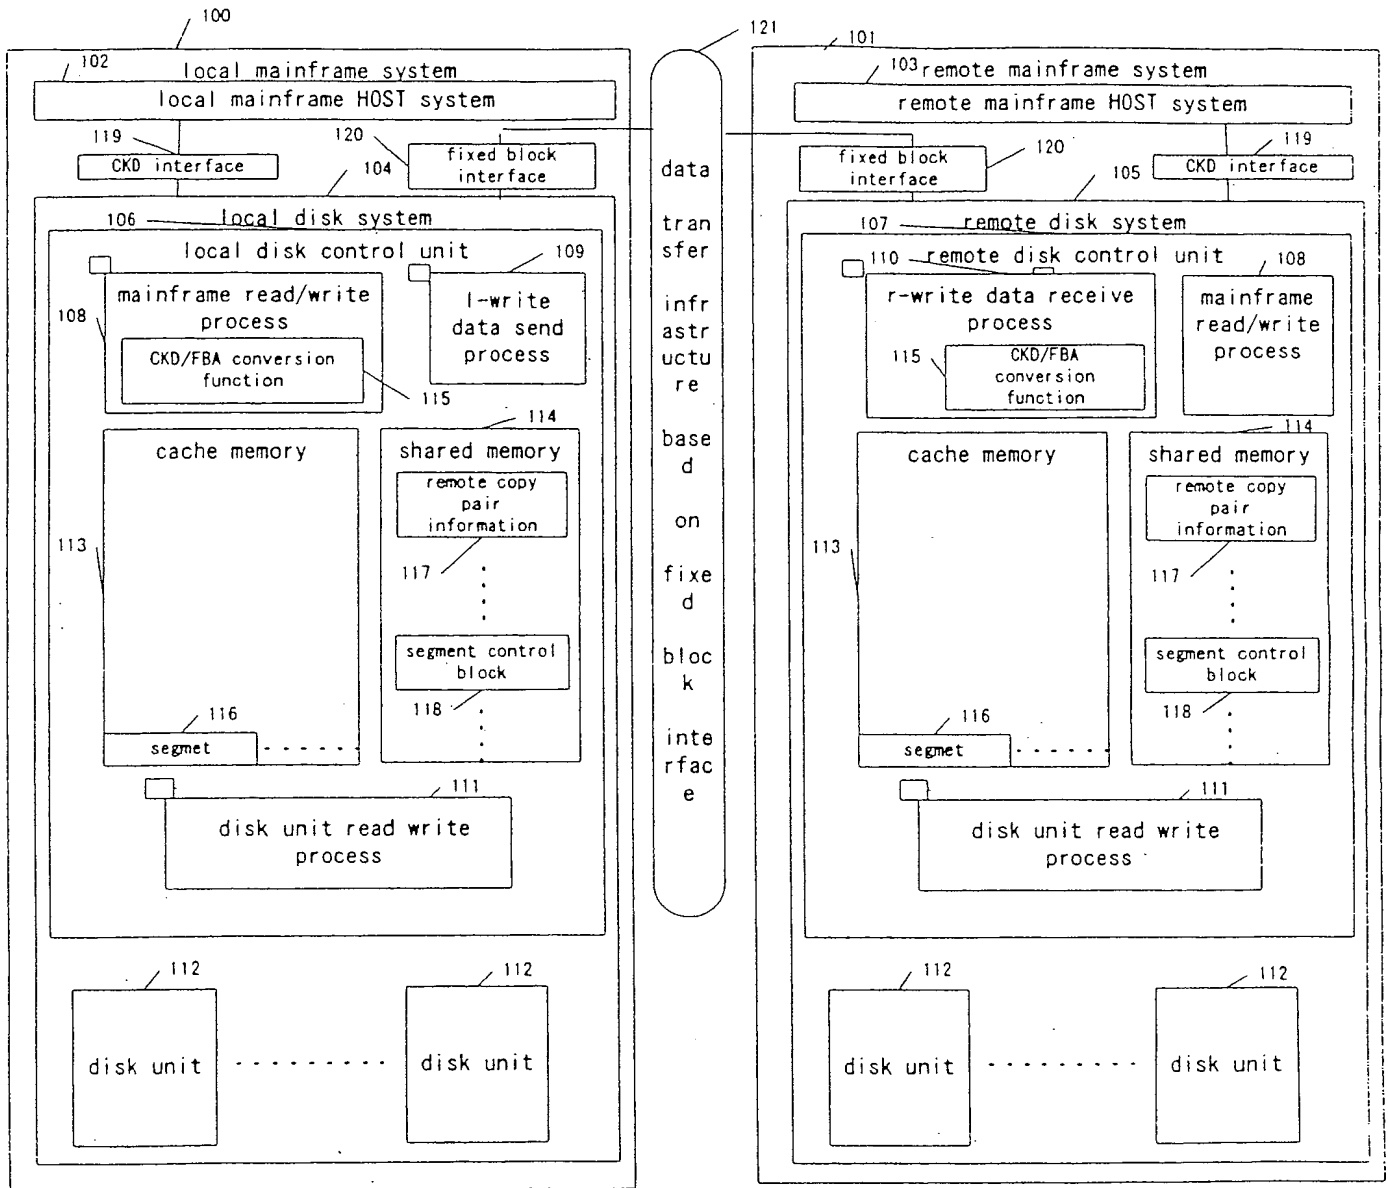 100
102
local mainframe system
local mainframe HOST system
119
CKD interface
120
fixed block
interface
104
local disk system
106
local disk control unit
109
mainframe read/write
process
108
CKD/FBA conversion
function
115
l-write
data send
process
cache memory
113
116
segmet
114
shared memory
remote copy
pair
information
117
segment control
block
118
111
disk unit read write
process
112
disk unit
112
disk unit
121
data
tran
sfer
infr
astr
uctu
re
base
d
on
fixe
d
bloc
k
inte
rfac
e
101
103
remote mainframe system
remote mainframe HOST system
fixed block
interface
120
119
CKD interface
105
remote disk system
107
remote disk control unit
110
108
r-write data receive
process
115
CKD/FBA
conversion
function
mainframe
read/write
process
cache memory
113
116
segmet
114
shared memory
remote copy
pair
information
117
segment control
block
118
111
disk unit read write
process
112
disk unit
112
disk unit